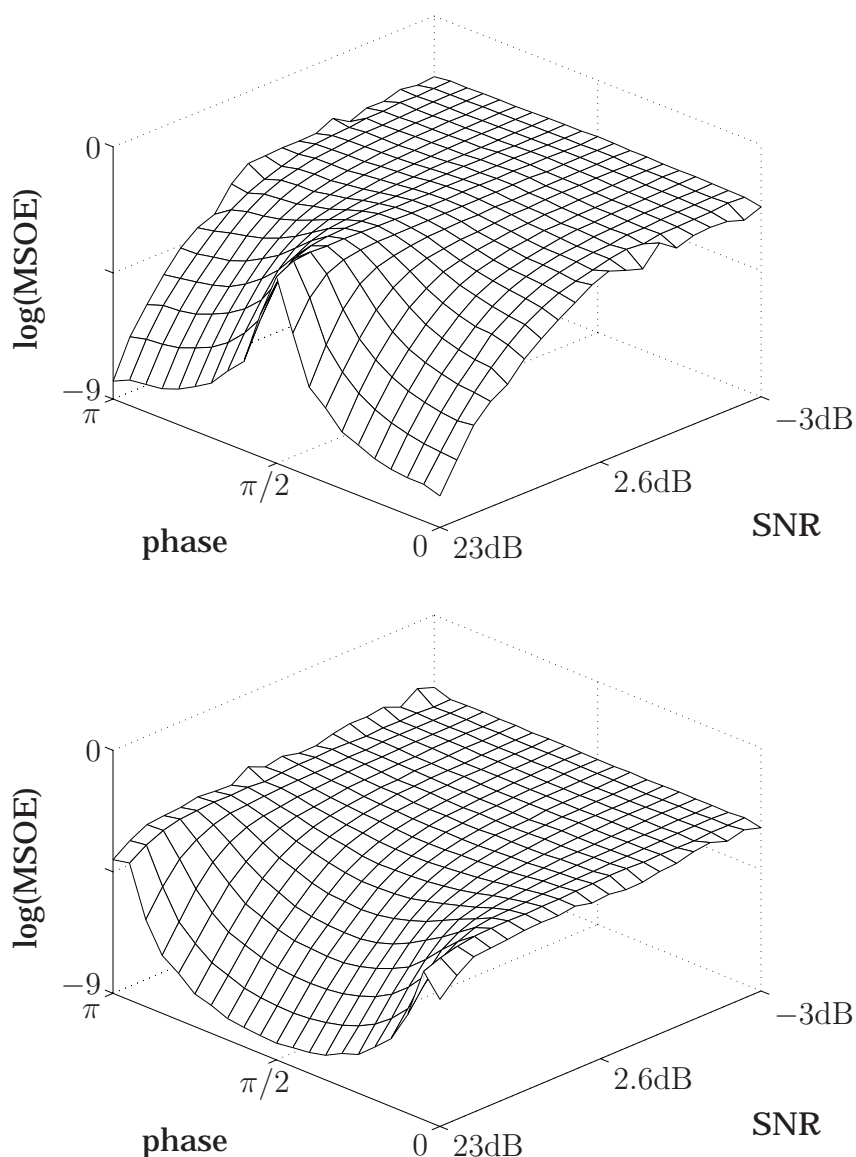 0
log(MSOE)
−9
π
π/2
phase
0
23dB
2.6dB
−3dB
SNR
0
log(MSOE)
−9
π
π/2
phase
0
23dB
2.6dB
−3dB
SNR